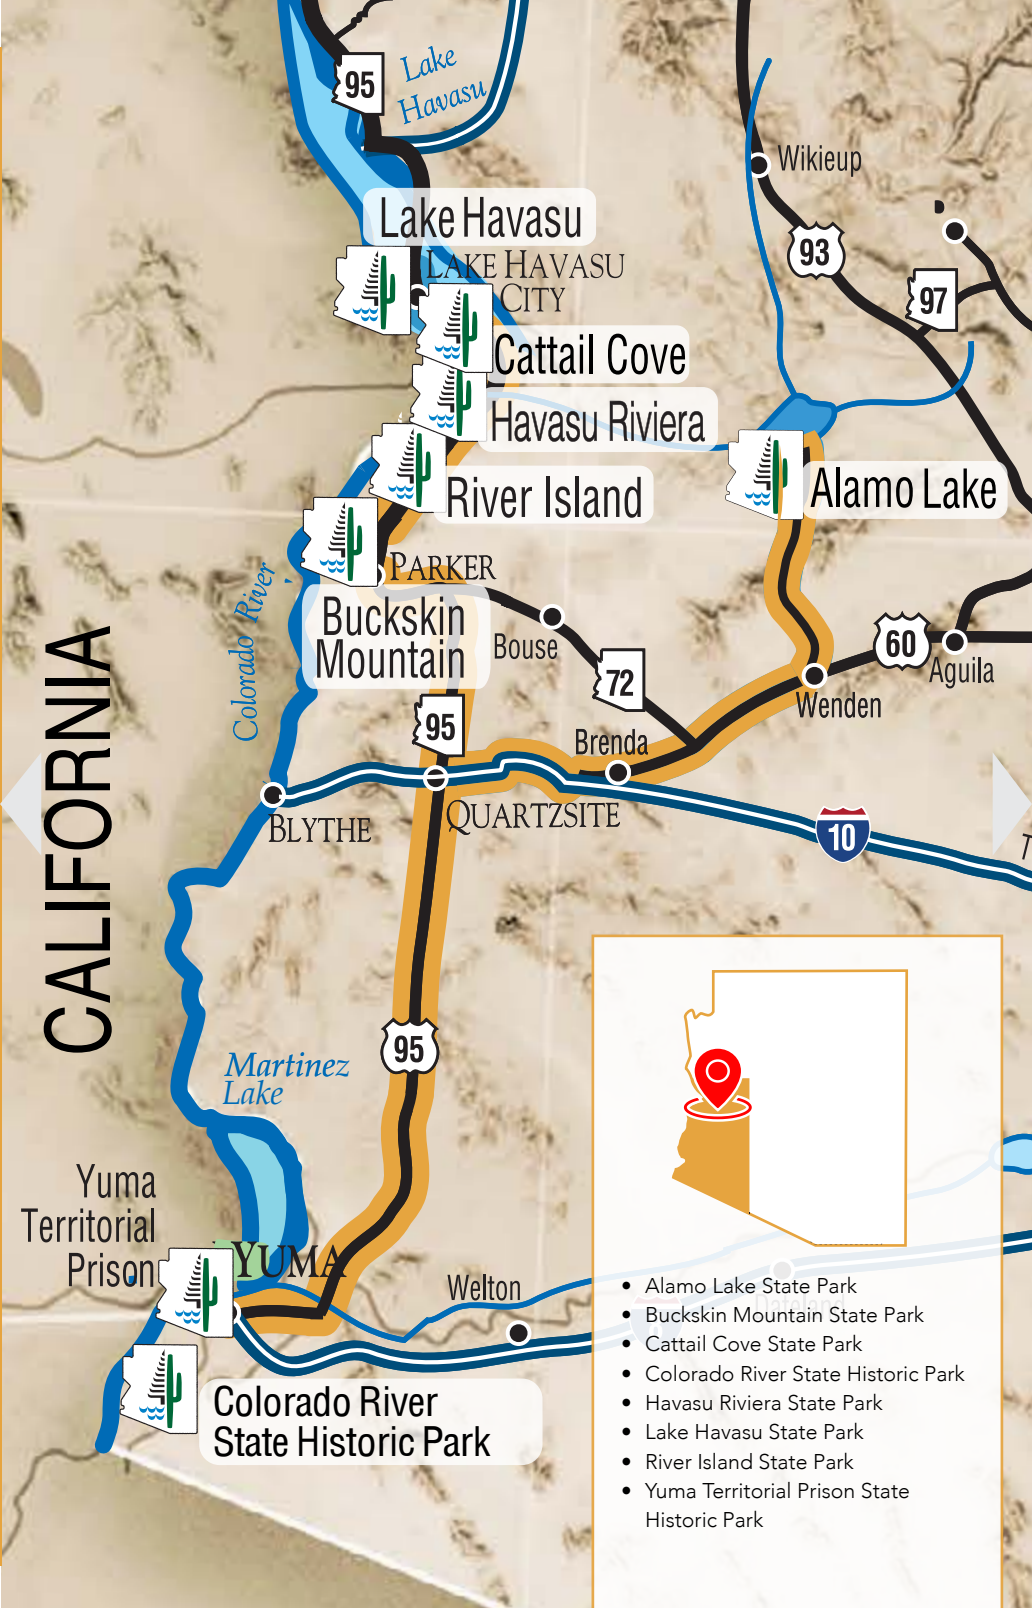 95
Lake
Havasu
Wikieup
93
97
Lake Havasu
LAKE HAVASU
CITY
Cattail Cove
Havasu Riviera
River Island
Alamo Lake
PARKER
Colorado River
Buckskin
Mountain
Bouse
72
60
Aguila
Wenden
95
Brenda
CALIFORNIA
QUARTZSITE
BLYTHE
10
T
95
Martinez
Lake
Yuma
Territorial
Prison
YUMA
Welton
Dateland
Colorado River
State Historic Park
• Alamo Lake State Park
• Buckskin Mountain State Park
• Cattail Cove State Park
• Colorado River State Historic Park
• Havasu Riviera State Park
• Lake Havasu State Park
• River Island State Park
• Yuma Territorial Prison State
Historic Park